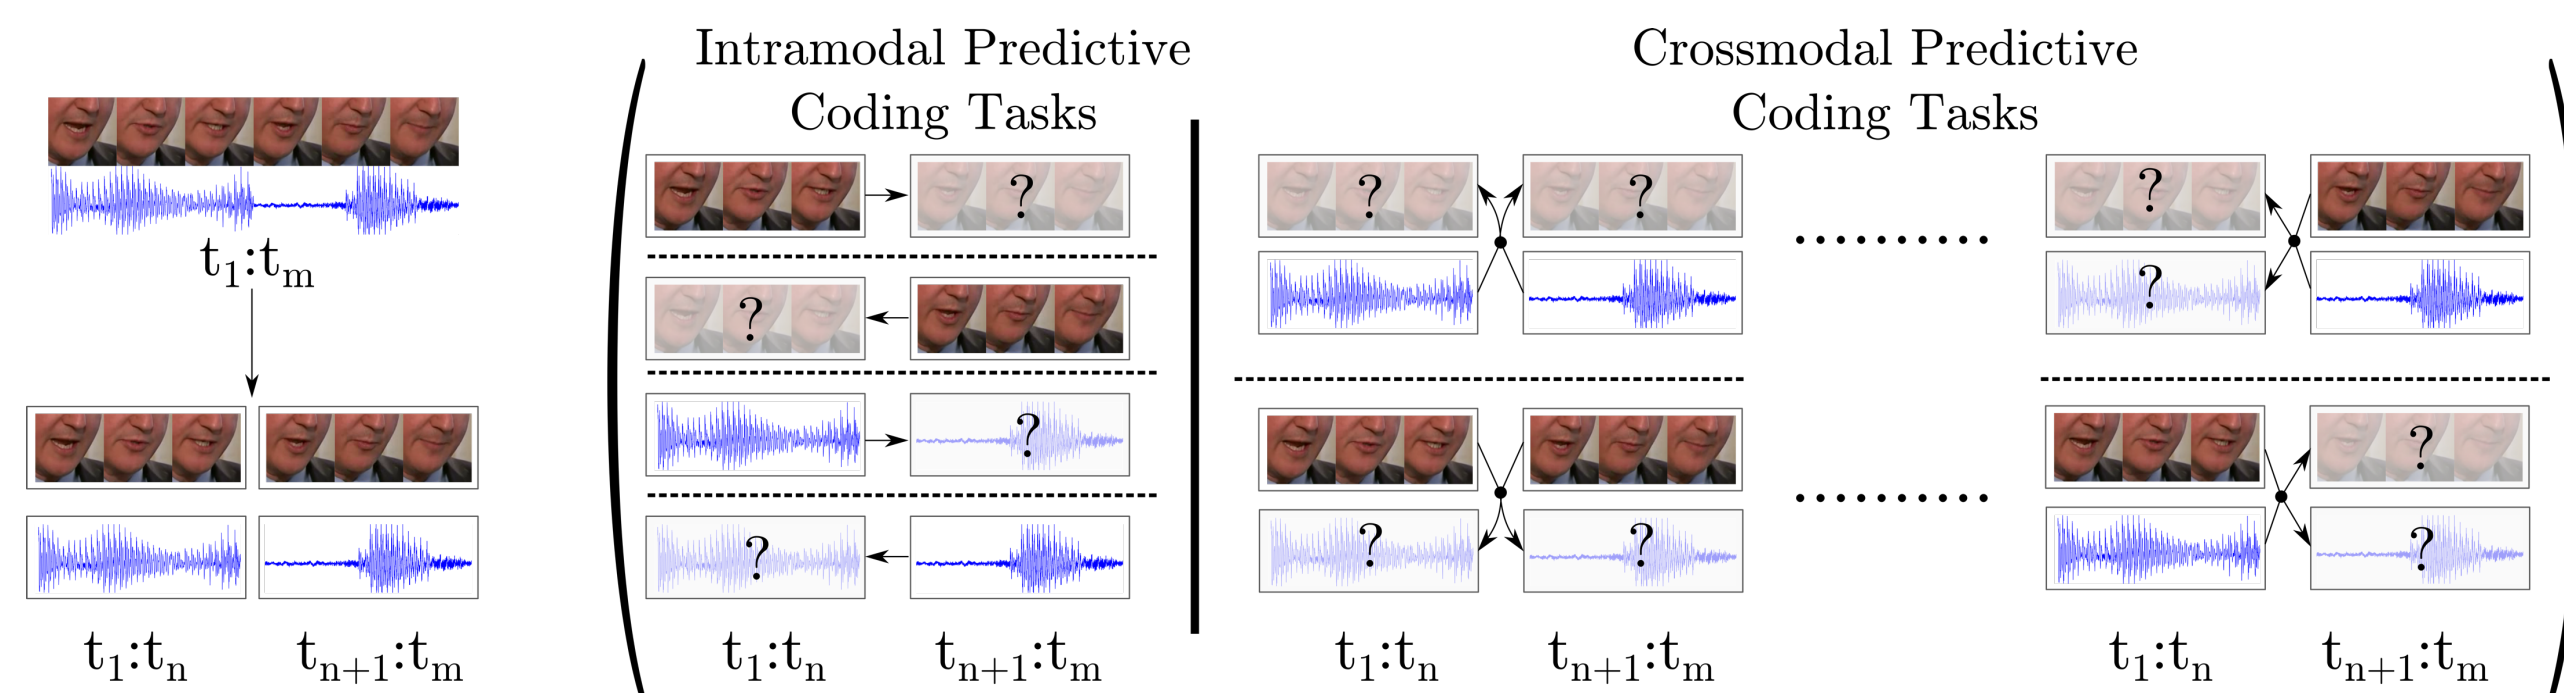 Intramodal Predictive
Coding Tasks
Crossmodal Predictive
Coding Tasks
t1:tm
? ? ? ?
?
?
?
? ? ?
?
?
t1:tn tn+1:tm t1:tn tn+1:tm t1:tn tn+1:tm t1:tn tn+1:tm